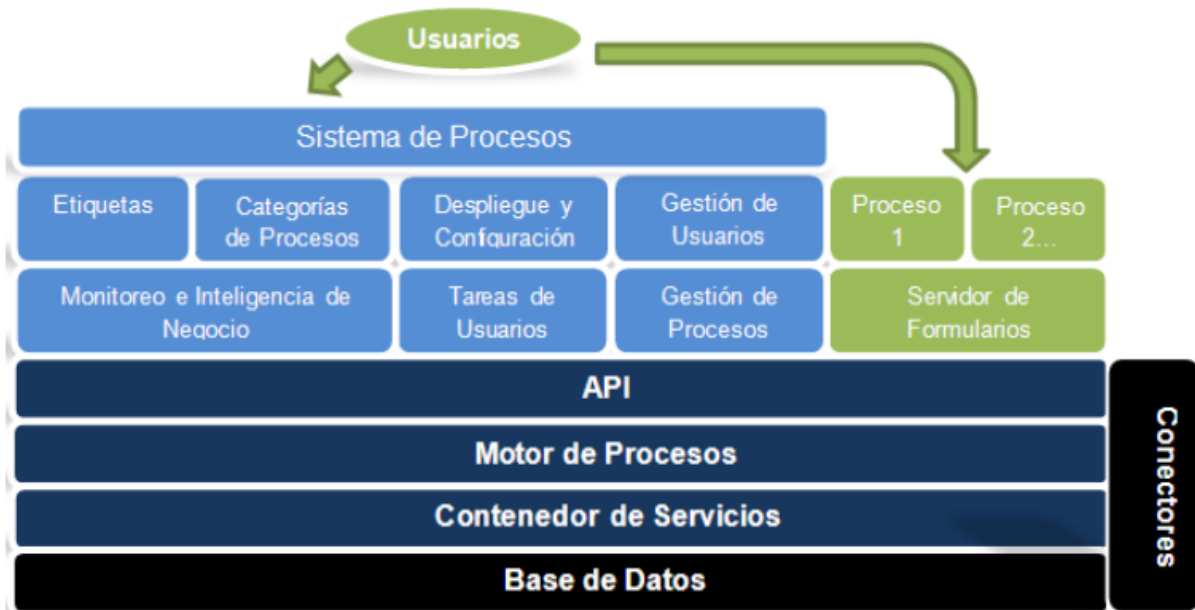 Usuarios
Sistema de Procesos
Etiquetas
Categorías
de Procesos
Despliegue y
Configuración
Gestión de
Usuarios
Proceso
1
Proceso
2...
Monitoreo e Inteligencia de
Negocio
Tareas de
Usuarios
Gestión de
Procesos
Servidor de
Formularios
API
Motor de Procesos
Contenedor de Servicios
Base de Datos
Conectores